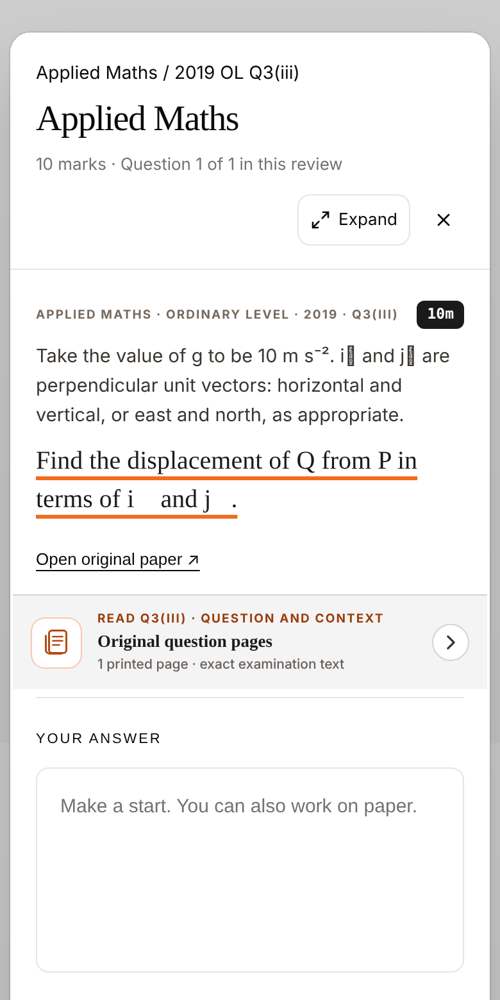 Applied Maths / 2019 OL Q3(iii)
Applied Maths
10 marks · Question 1 of 1 in this review
Expand
APPLIED MATHS · ORDINARY LEVEL · 2019 · Q3(III)
10m
Take the value of g to be 10 m s⁻². i and j are
perpendicular unit vectors: horizontal and
vertical, or east and north, as appropriate.
Find the displacement of Q from P in
terms of i and j .
Open original paper ↗
READ Q3(III) · QUESTION AND CONTEXT
Original question pages
1 printed page · exact examination text
YOUR ANSWER
Make a start. You can also work on paper.